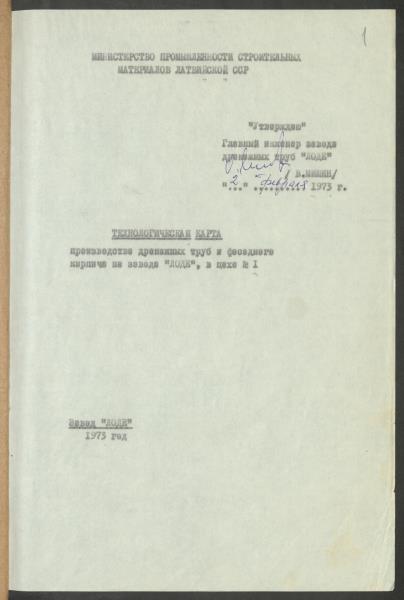 1
МИНИСТЕРСТВО ПРОМЫШЛЕННОСТИ СТРОИТЕЛЬНЫХ
МАТЕРИАЛОВ ЛАТВИЙСКОЙ ССР
"Утверждаю"
Главный инженер завода
дренажных труб "ЛОДЕ"
/ В.МИШИН/
"2" февраля 1973 г.
ТЕХНОЛОГИЧЕСКАЯ КАРТА
производства дренажных труб и фасадного
кирпича на заводе "ЛОДЕ", в цехе № I
Завод "ЛОДЕ"
1973 год